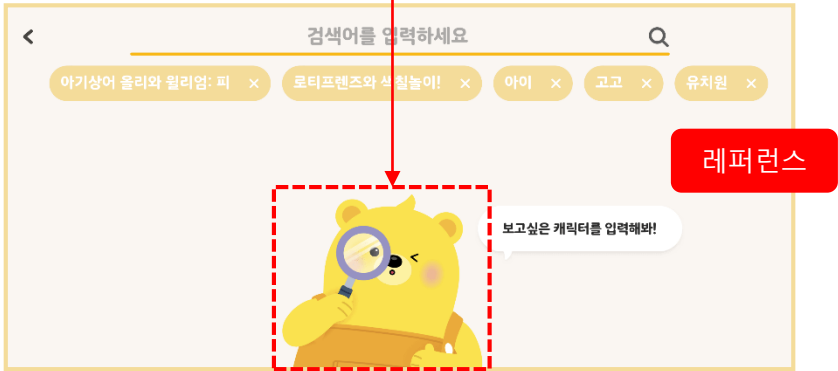 검색어를 입력하세요
아기상어 올리와 윌리엄: 피 ×
로티프렌즈와 색칠놀이! ×
아이 ×
고고 ×
유치원 ×
레퍼런스
보고싶은 캐릭터를 입력해봐!